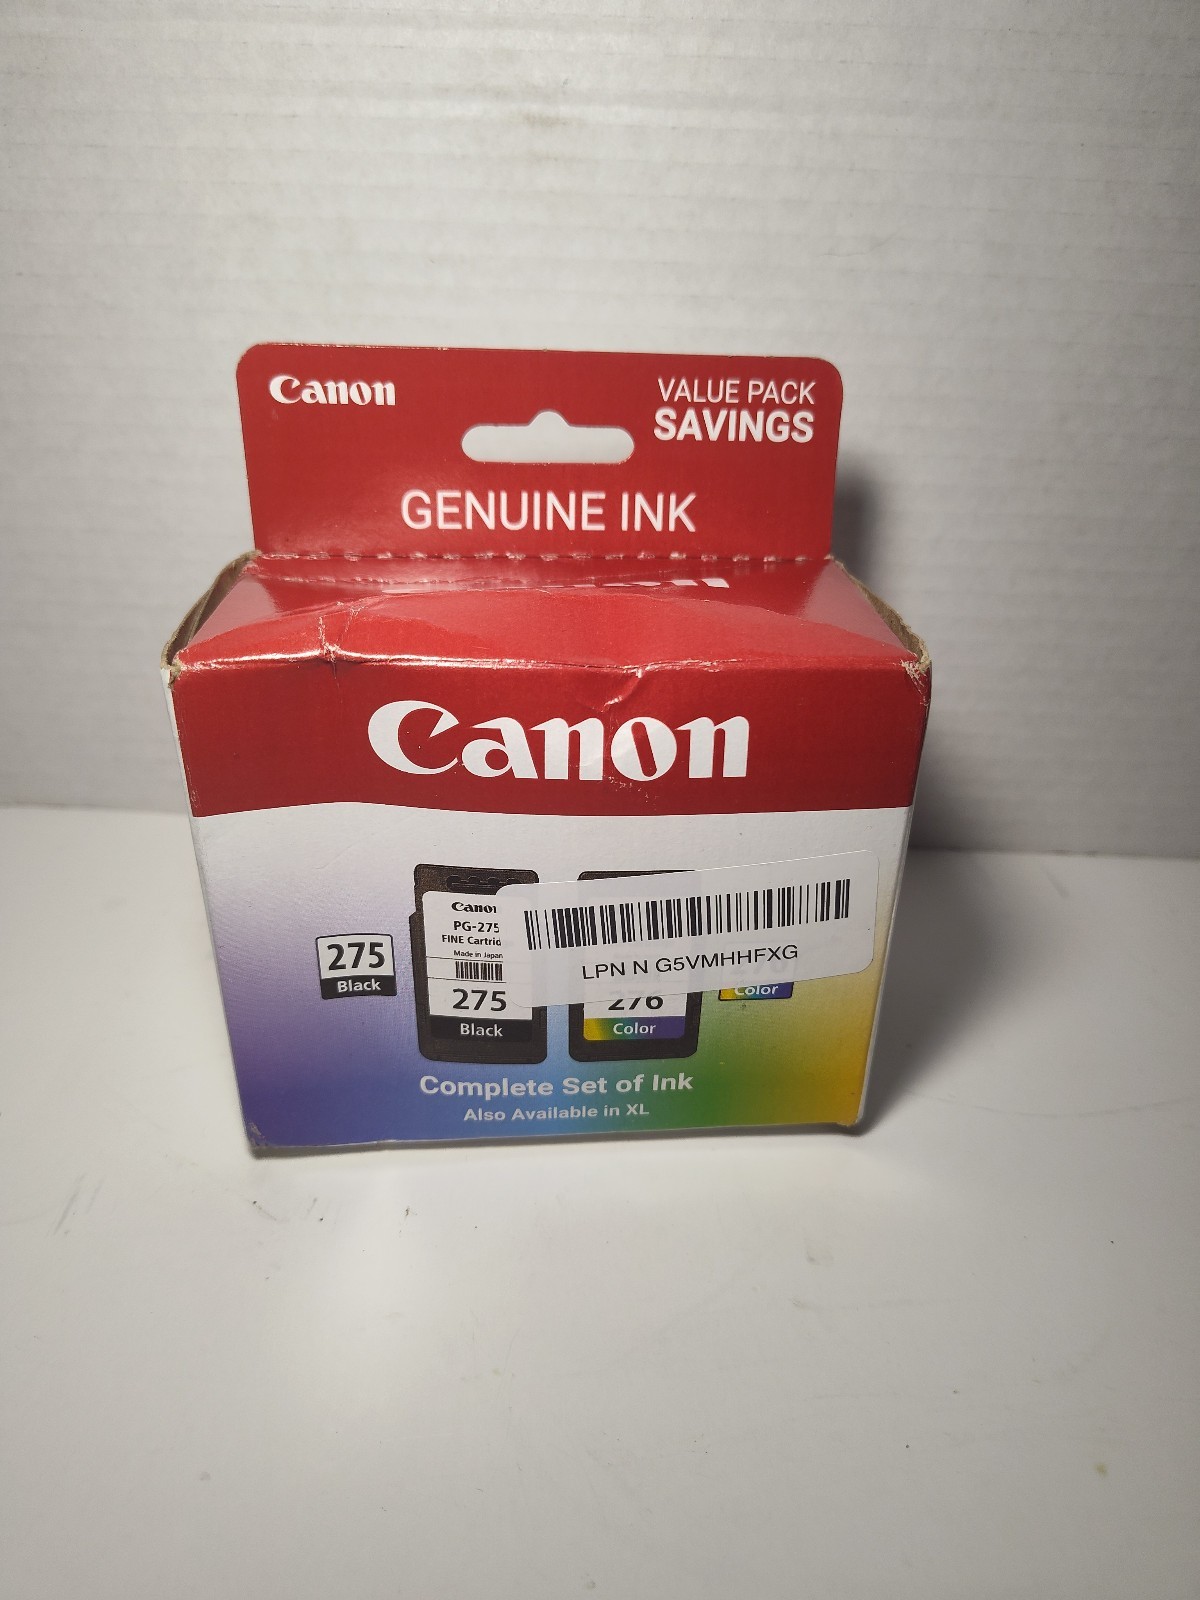 Canon
VALUE PACK
SAVINGS
GENUINE INK
Canon
275
Black
Canon
PG-275
FINE Cartrid
Made in Japan
275
Black
LPN N G5VMHHFXG
276
Color
Color
Complete Set of Ink
Also Available in XL